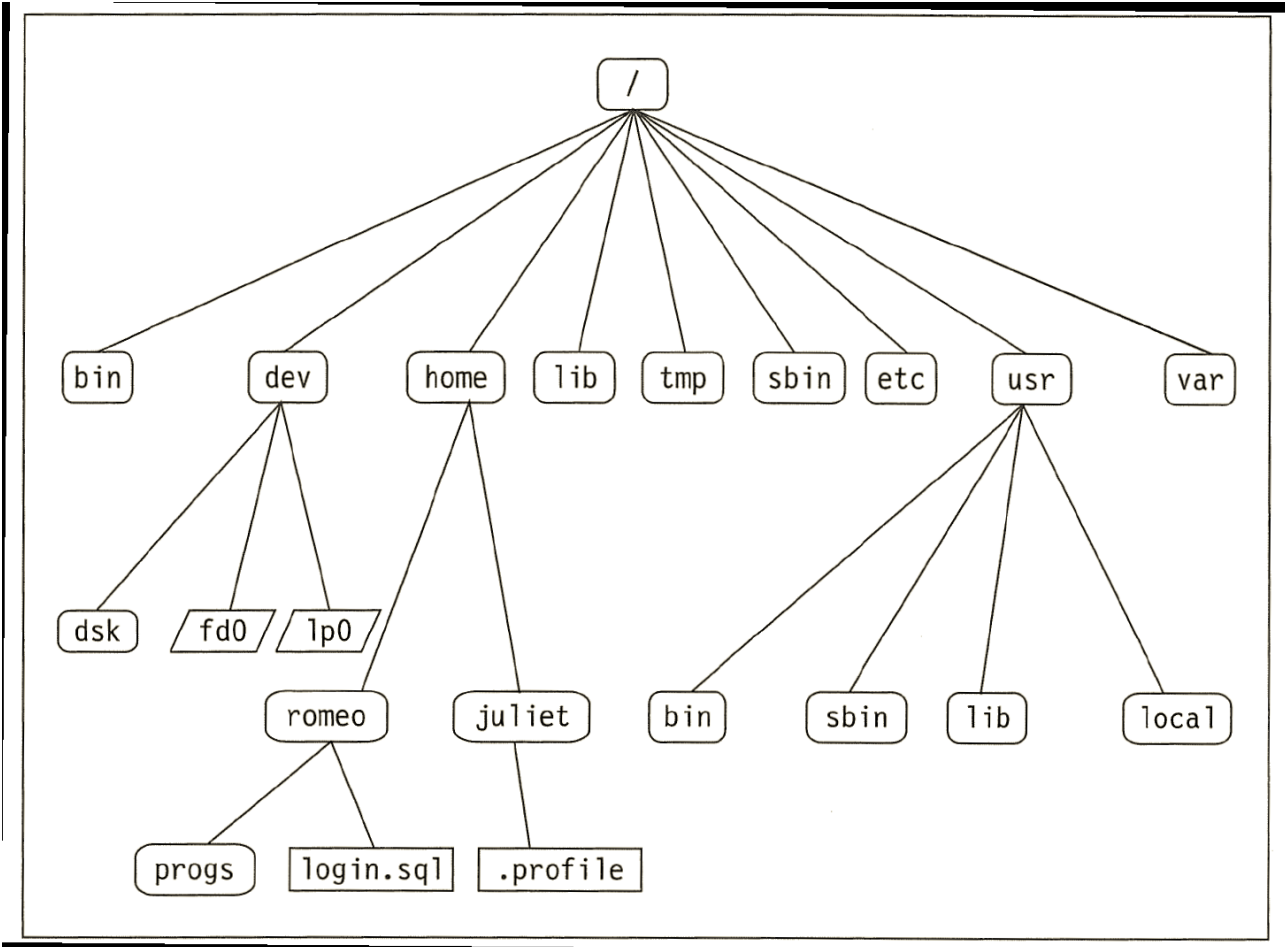 /
bin dev home lib tmp sbin etc usr var
dsk fd0 lp0
romeo juliet bin sbin lib local
progs login.sql .profile